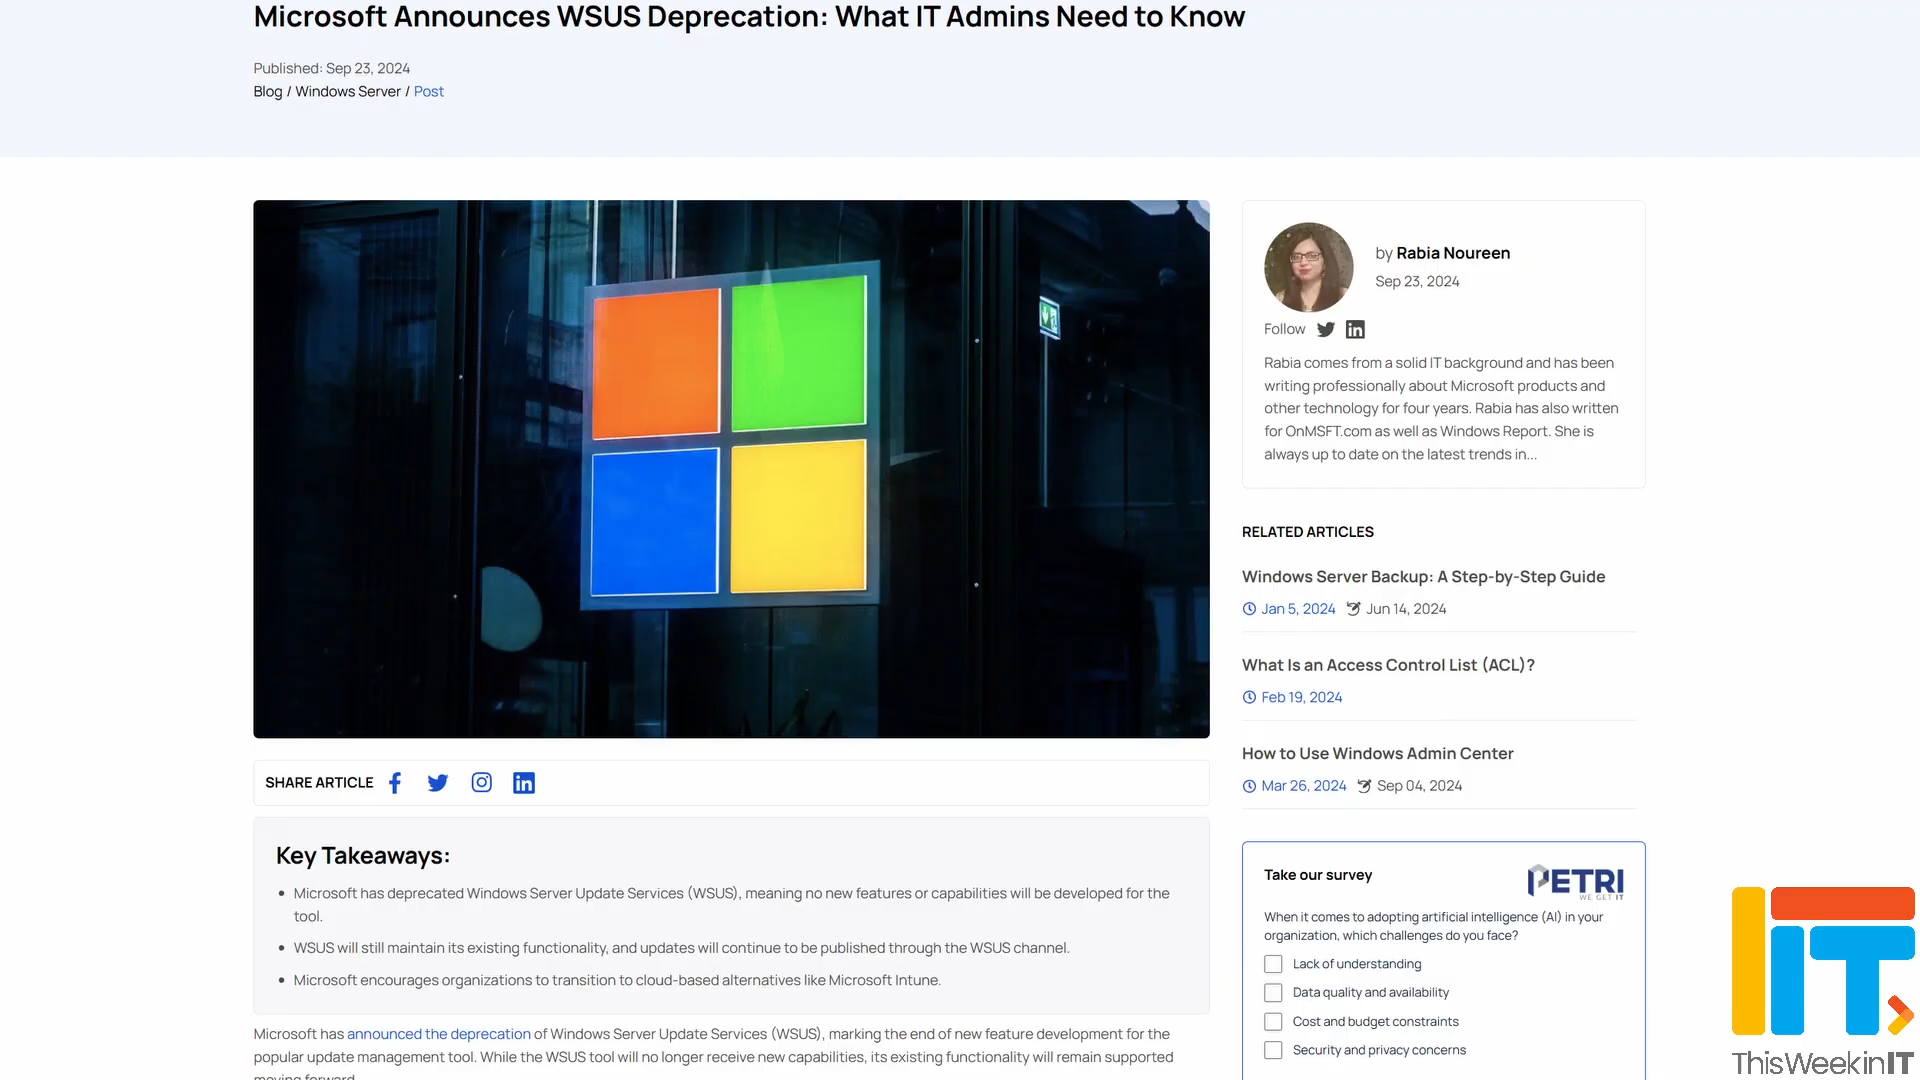 Microsoft Announces WSUS Deprecation: What IT Admins Need to Know
Published: Sep 23, 2024
Blog / Windows Server / Post
by Rabia Noureen
Sep 23, 2024
Follow
Rabia comes from a solid IT background and has been
writing professionally about Microsoft products and
other technology for four years. Rabia has also written
for OnMSFT.com as well as Windows Report. She is
always up to date on the latest trends in...
RELATED ARTICLES
Windows Server Backup: A Step-by-Step Guide
Jan 5, 2024 Jun 14, 2024
What Is an Access Control List (ACL)?
Feb 19, 2024
How to Use Windows Admin Center
Mar 26, 2024 Sep 04, 2024
SHARE ARTICLE
Key Takeaways:
• Microsoft has deprecated Windows Server Update Services (WSUS), meaning no new features or capabilities will be developed for the
tool.
• WSUS will still maintain its existing functionality, and updates will continue to be published through the WSUS channel.
• Microsoft encourages organizations to transition to cloud-based alternatives like Microsoft Intune.
Microsoft has announced the deprecation of Windows Server Update Services (WSUS), marking the end of new feature development for the
popular update management tool. While the WSUS tool will no longer receive new capabilities, its existing functionality will remain supported
moving forward.
Take our survey
PETRI
WE GET IT
When it comes to adopting artificial intelligence (AI) in your
organization, which challenges do you face?
Lack of understanding
Data quality and availability
Cost and budget constraints
Security and privacy concerns
IT
ThisWeekinIT